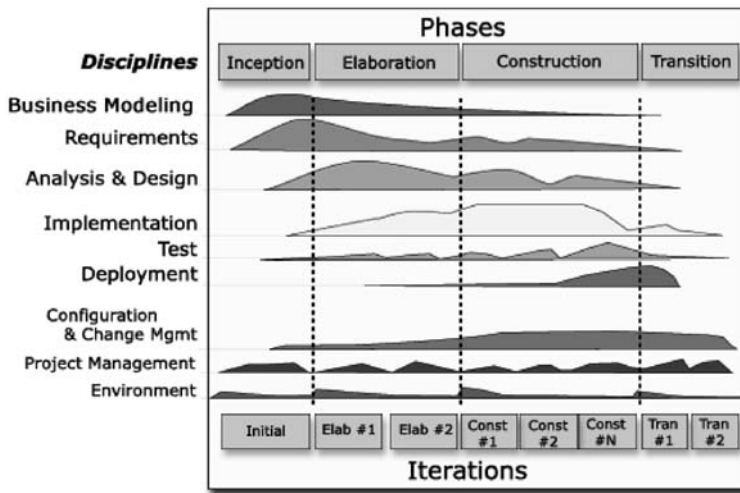 Phases
Disciplines
Inception Elaboration Construction Transition
Business Modeling
Requirements
Analysis & Design
Implementation
Test
Deployment
Configuration
& Change Mgmt
Project Management
Environment
Initial Elab #1 Elab #2 Const #1 Const #2 Const #N Tran #1 Tran #2
Iterations